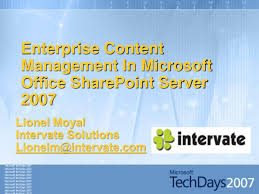 Enterprise Content
Management In Microsoft
Office SharePoint Server
2007
Lionel Moyal
Intervate Solutions
Lionelm@intervate.com
intervate
Microsoft
TechDays2007